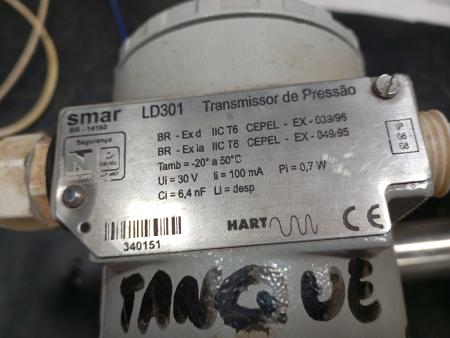 smar LD301 Transmissor de Pressão
BR - 14160
Segurança
BR - Ex d IIC T6 CEPEL - EX - 039/96
BR - Ex ia IIC T6 CEPEL - EX - 049/95
Tamb = -20° a 50°C
Ui = 30 V Ii = 100 mA Pi = 0,7 W
Ci = 6,4 nF Li = desp
IP
66
68
340151
HART
CE
TANQUE